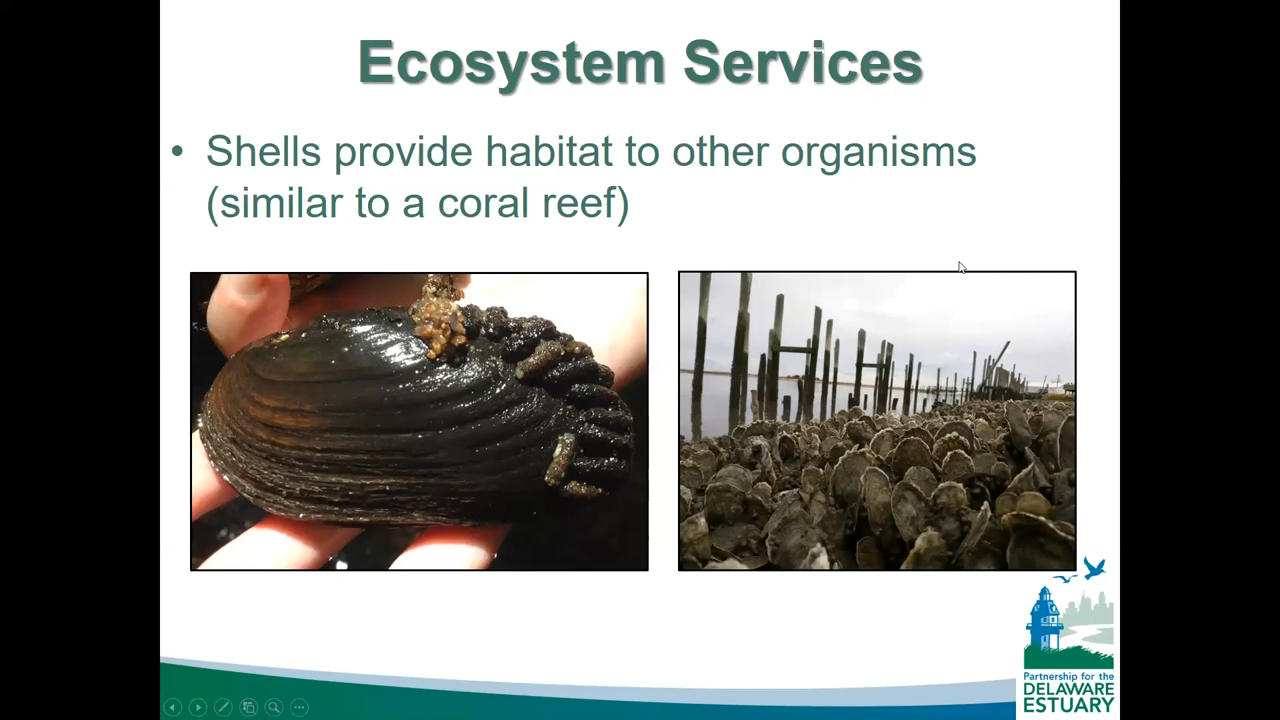 Ecosystem Services
• Shells provide habitat to other organisms
(similar to a coral reef)
Partnership for the
DELAWARE
ESTUARY